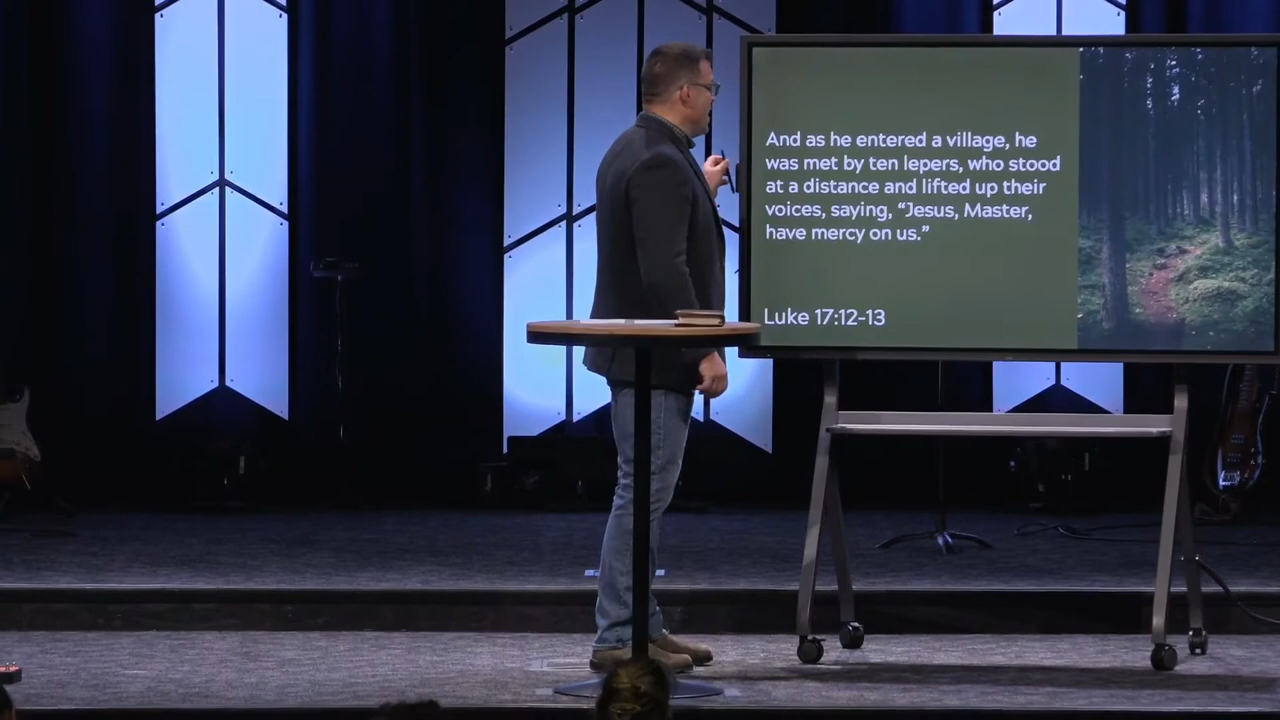 And as he entered a village, he
was met by ten lepers, who stood
at a distance and lifted up their
voices, saying, “Jesus, Master,
have mercy on us.”
Luke 17:12-13